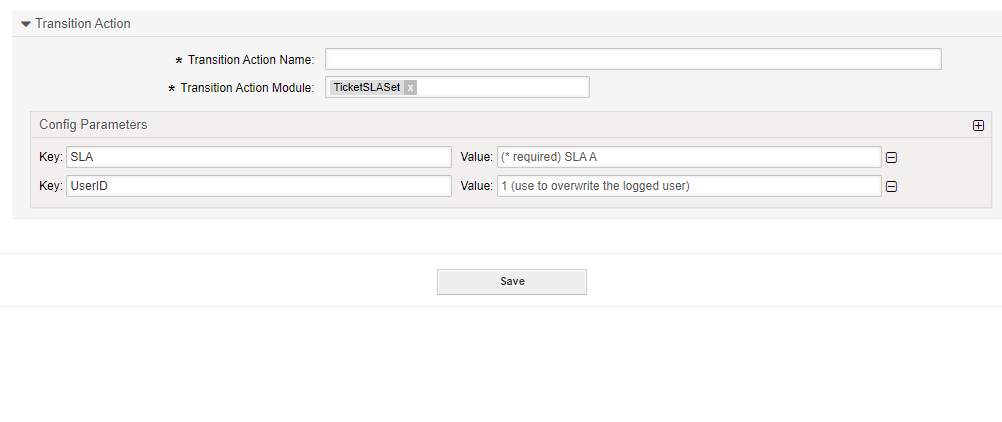 Transition Action
* Transition Action Name:
* Transition Action Module: TicketSLASet x
Config Parameters
Key: SLA Value: (* required) SLA A
Key: UserID Value: 1 (use to overwrite the logged user)
Save